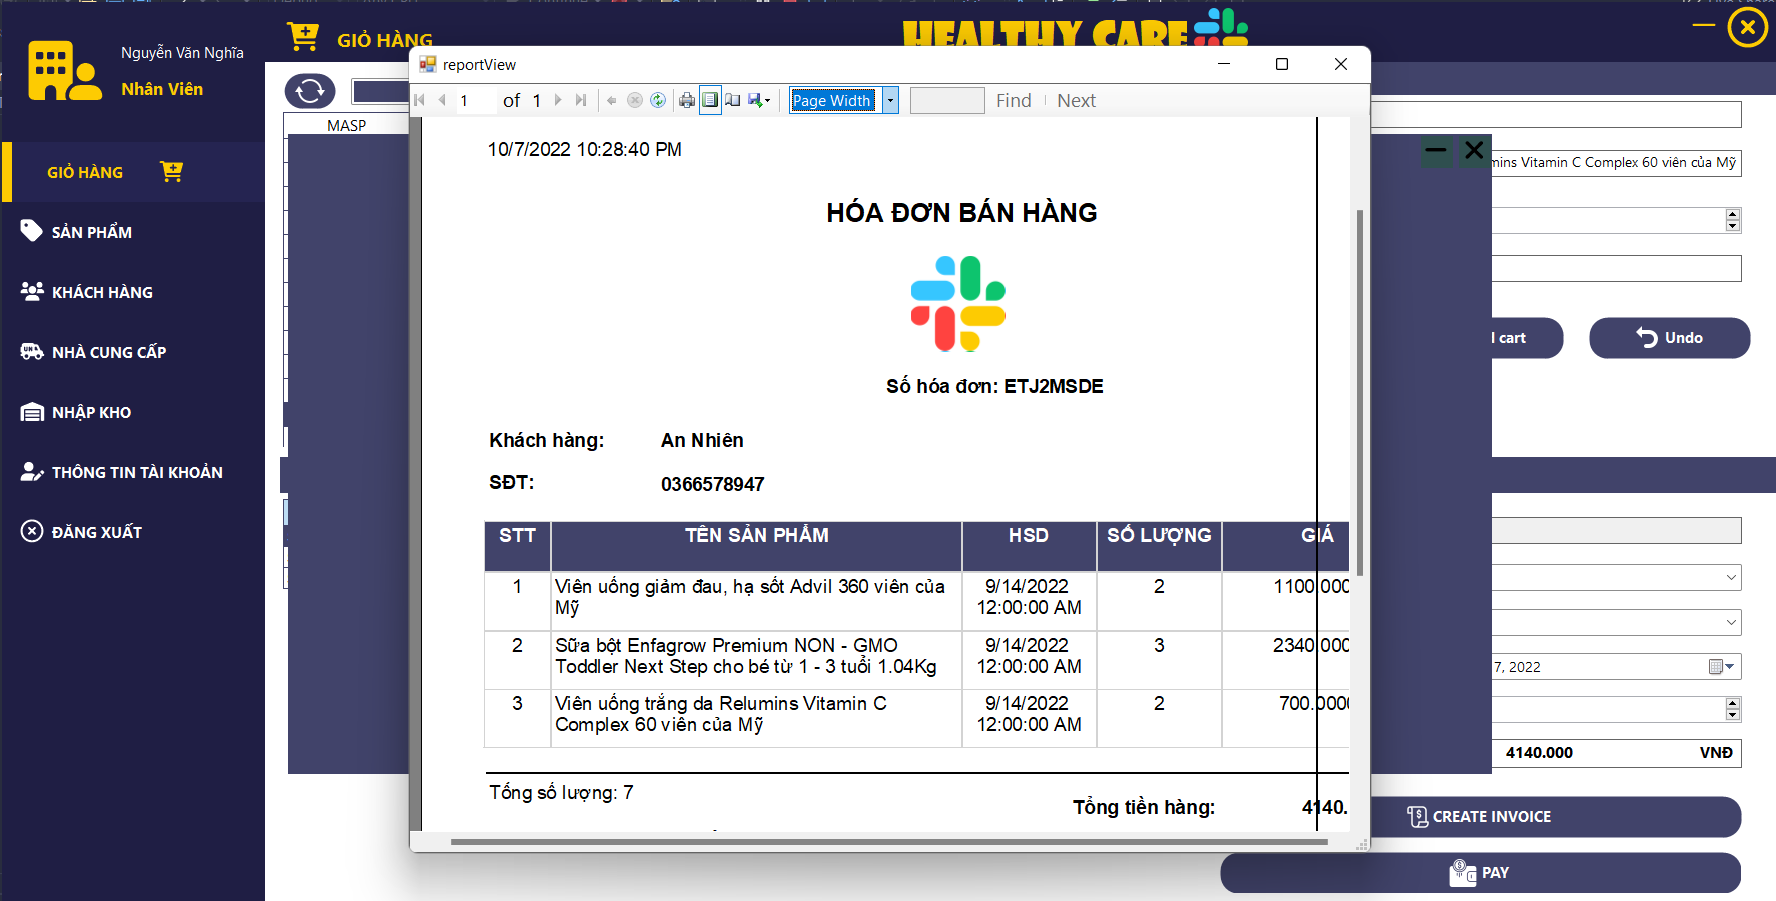 Nguyễn Văn Nghĩa
Nhân Viên
GIỎ HÀNG
HEALTHY CARE
GIỎ HÀNG
SẢN PHẨM
KHÁCH HÀNG
NHÀ CUNG CẤP
NHẬP KHO
THÔNG TIN TÀI KHOẢN
ĐĂNG XUẤT
MASP
reportView
1 of 1 Page Width Find Next
10/7/2022 10:28:40 PM
HÓA ĐƠN BÁN HÀNG
Số hóa đơn: ETJ2MSDE
Khách hàng: An Nhiên
SĐT: 0366578947
STT TÊN SẢN PHẨM HSD SỐ LƯỢNG GIÁ
1 Viên uống giảm đau, hạ sốt Advil 360 viên của Mỹ 9/14/2022 12:00:00 AM 2 1100.000
2 Sữa bột Enfagrow Premium NON - GMO Toddler Next Step cho bé từ 1 - 3 tuổi 1.04Kg 9/14/2022 12:00:00 AM 3 2340.000
3 Viên uống trắng da Relumins Vitamin C Complex 60 viên của Mỹ 9/14/2022 12:00:00 AM 2 700.0000
Tổng số lượng: 7
Tổng tiền hàng: 4140.
mins Vitamin C Complex 60 viên của Mỹ
cart
Undo
7, 2022
4140.000 VNĐ
CREATE INVOICE
PAY